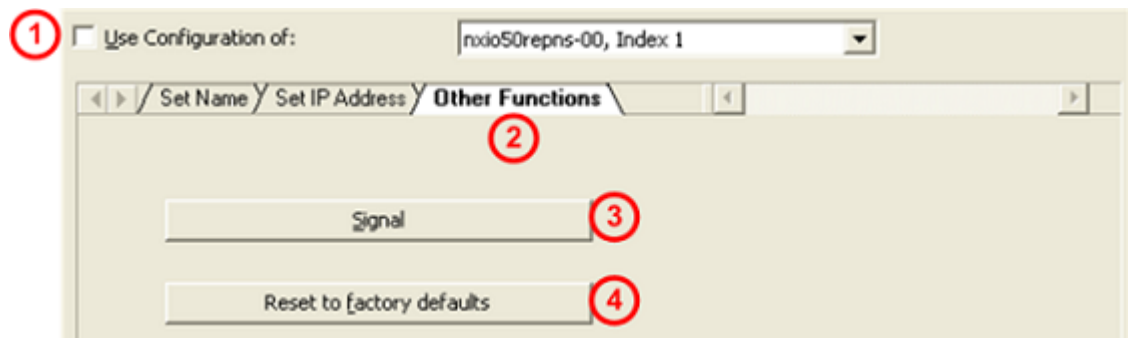 1 Use Configuration of: nxio50repns-00, Index 1
Set Name Set IP Address Other Functions
2
Signal 3
Reset to factory defaults 4